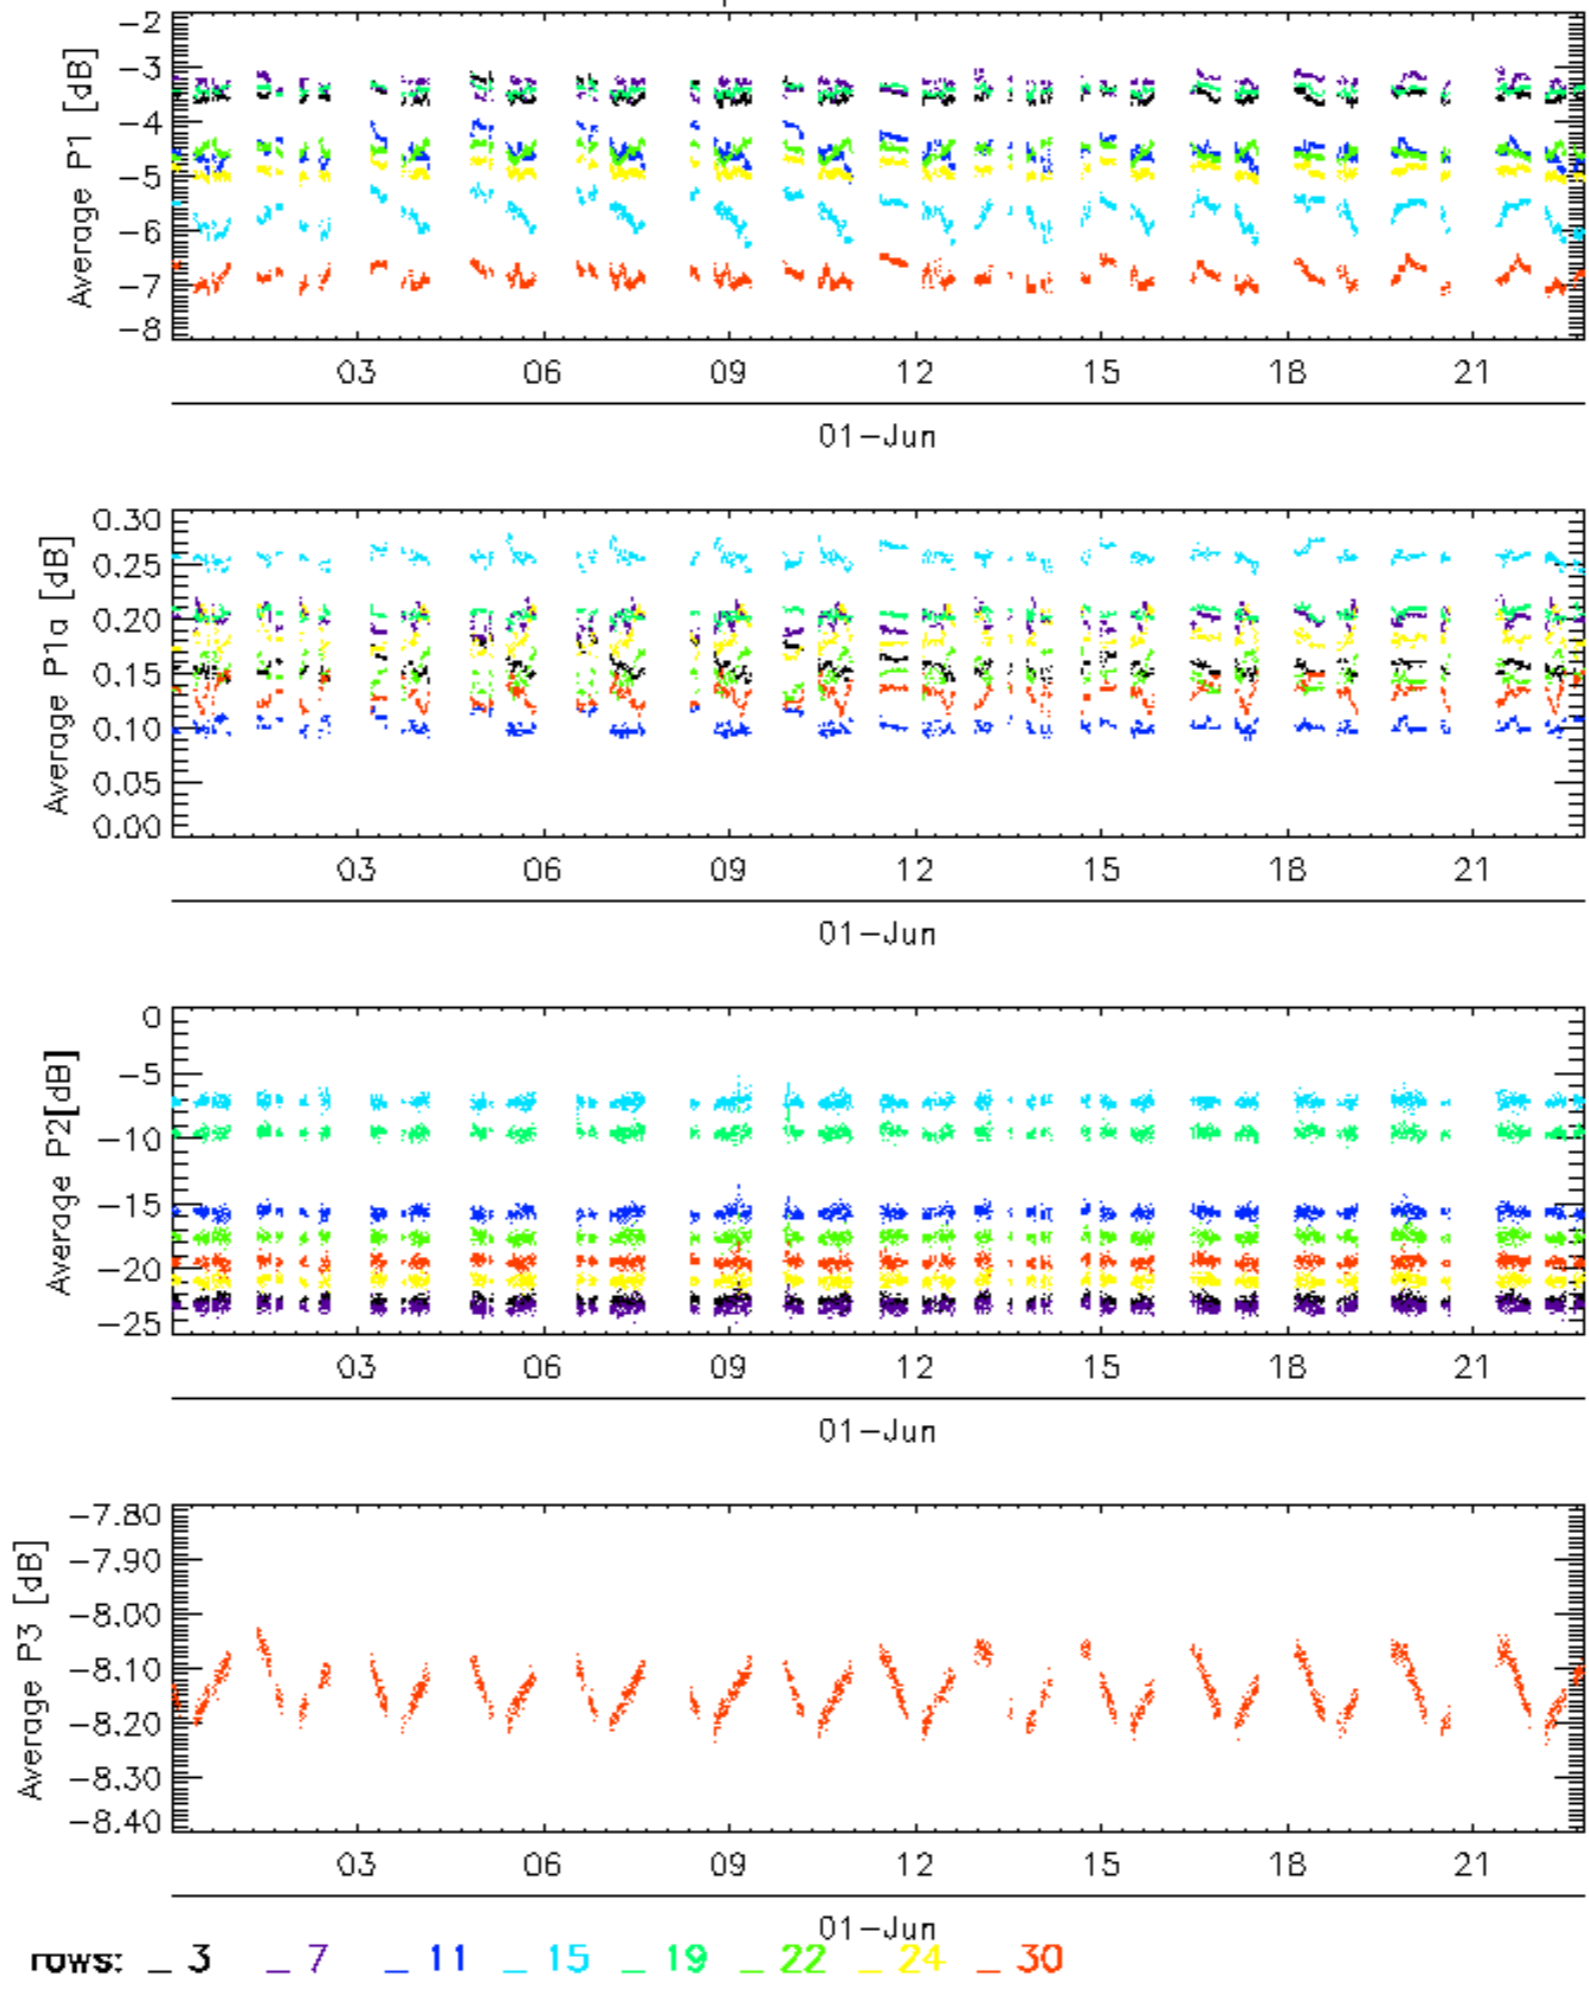 Average P1 [dB]
-2
-3
-4
-5
-6
-7
-8
03 06 09 12 15 18 21
01-Jun
Average P1a [dB]
0.30
0.25
0.20
0.15
0.10
0.05
0.00
03 06 09 12 15 18 21
01-Jun
Average P2[dB]
0
-5
-10
-15
-20
-25
03 06 09 12 15 18 21
01-Jun
Average P3 [dB]
-7.80
-7.90
-8.00
-8.10
-8.20
-8.30
-8.40
03 06 09 12 15 18 21
01-Jun
rows: _ 3 _ 7 _ 11 _ 15 _ 19 _ 22 _ 24 _ 30